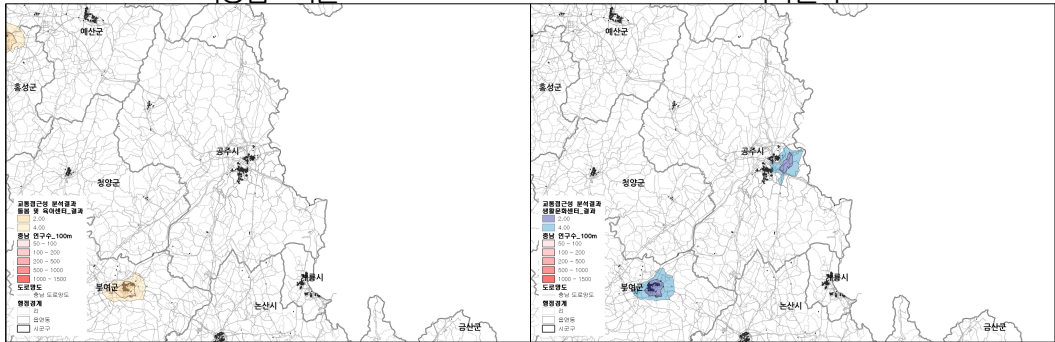 예산군
홍성군
공주시
청양군
교통접근성 분석결과
돌봄 및 육아센터_결과
2.00
4.00
충남 인구수_100m
50 - 100
100 - 200
200 - 500
500 - 1000
1000 - 1500
도로망도
충남 도로망도
행정경계
리
읍면동
시군구
부여군
계룡시
논산시
금산군
예산군
홍성군
공주시
청양군
교통접근성 분석결과
생활문화센터_결과
2.00
4.00
충남 인구수_100m
50 - 100
100 - 200
200 - 500
500 - 1000
1000 - 1500
도로망도
충남 도로망도
행정경계
리
읍면동
시군구
부여군
계룡시
논산시
금산군